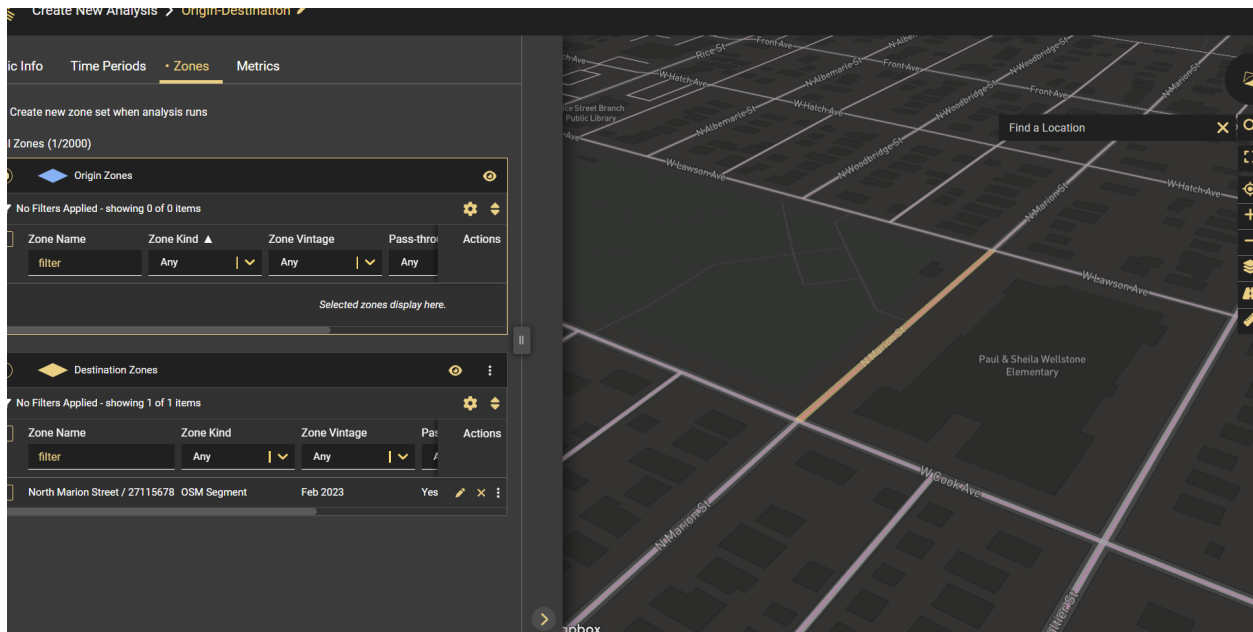 Create New Analysis > Origin-Destination
ic Info Time Periods • Zones Metrics
Create new zone set when analysis runs
l Zones (1/2000)
Origin Zones
No Filters Applied - showing 0 of 0 items
Zone Name Zone Kind ▲ Zone Vintage Pass-throu Actions
filter Any Any Any
Selected zones display here.
Destination Zones
No Filters Applied - showing 1 of 1 items
Zone Name Zone Kind Zone Vintage Pas Actions
filter Any Any A
North Marion Street / 27115678 OSM Segment Feb 2023 Yes
Find a Location
Rice St
Front Ave
N Albe
h Ave
W Hatch Ave
N Albemarle St
Front Ave
N Woodbridge St
N Marion St
ice Street Branch
Public Library
W Hatch Ave
N Woodbridge St
Front Ave
Ave
N Albemarle St
N Woodbridge St
W Lawson Ave
W Hatch Ave
N Marion St
W Lawson Ave
N Marion St
Paul & Sheila Wellstone
Elementary
W Cook Ave
N Marion St
ltier St
apbox